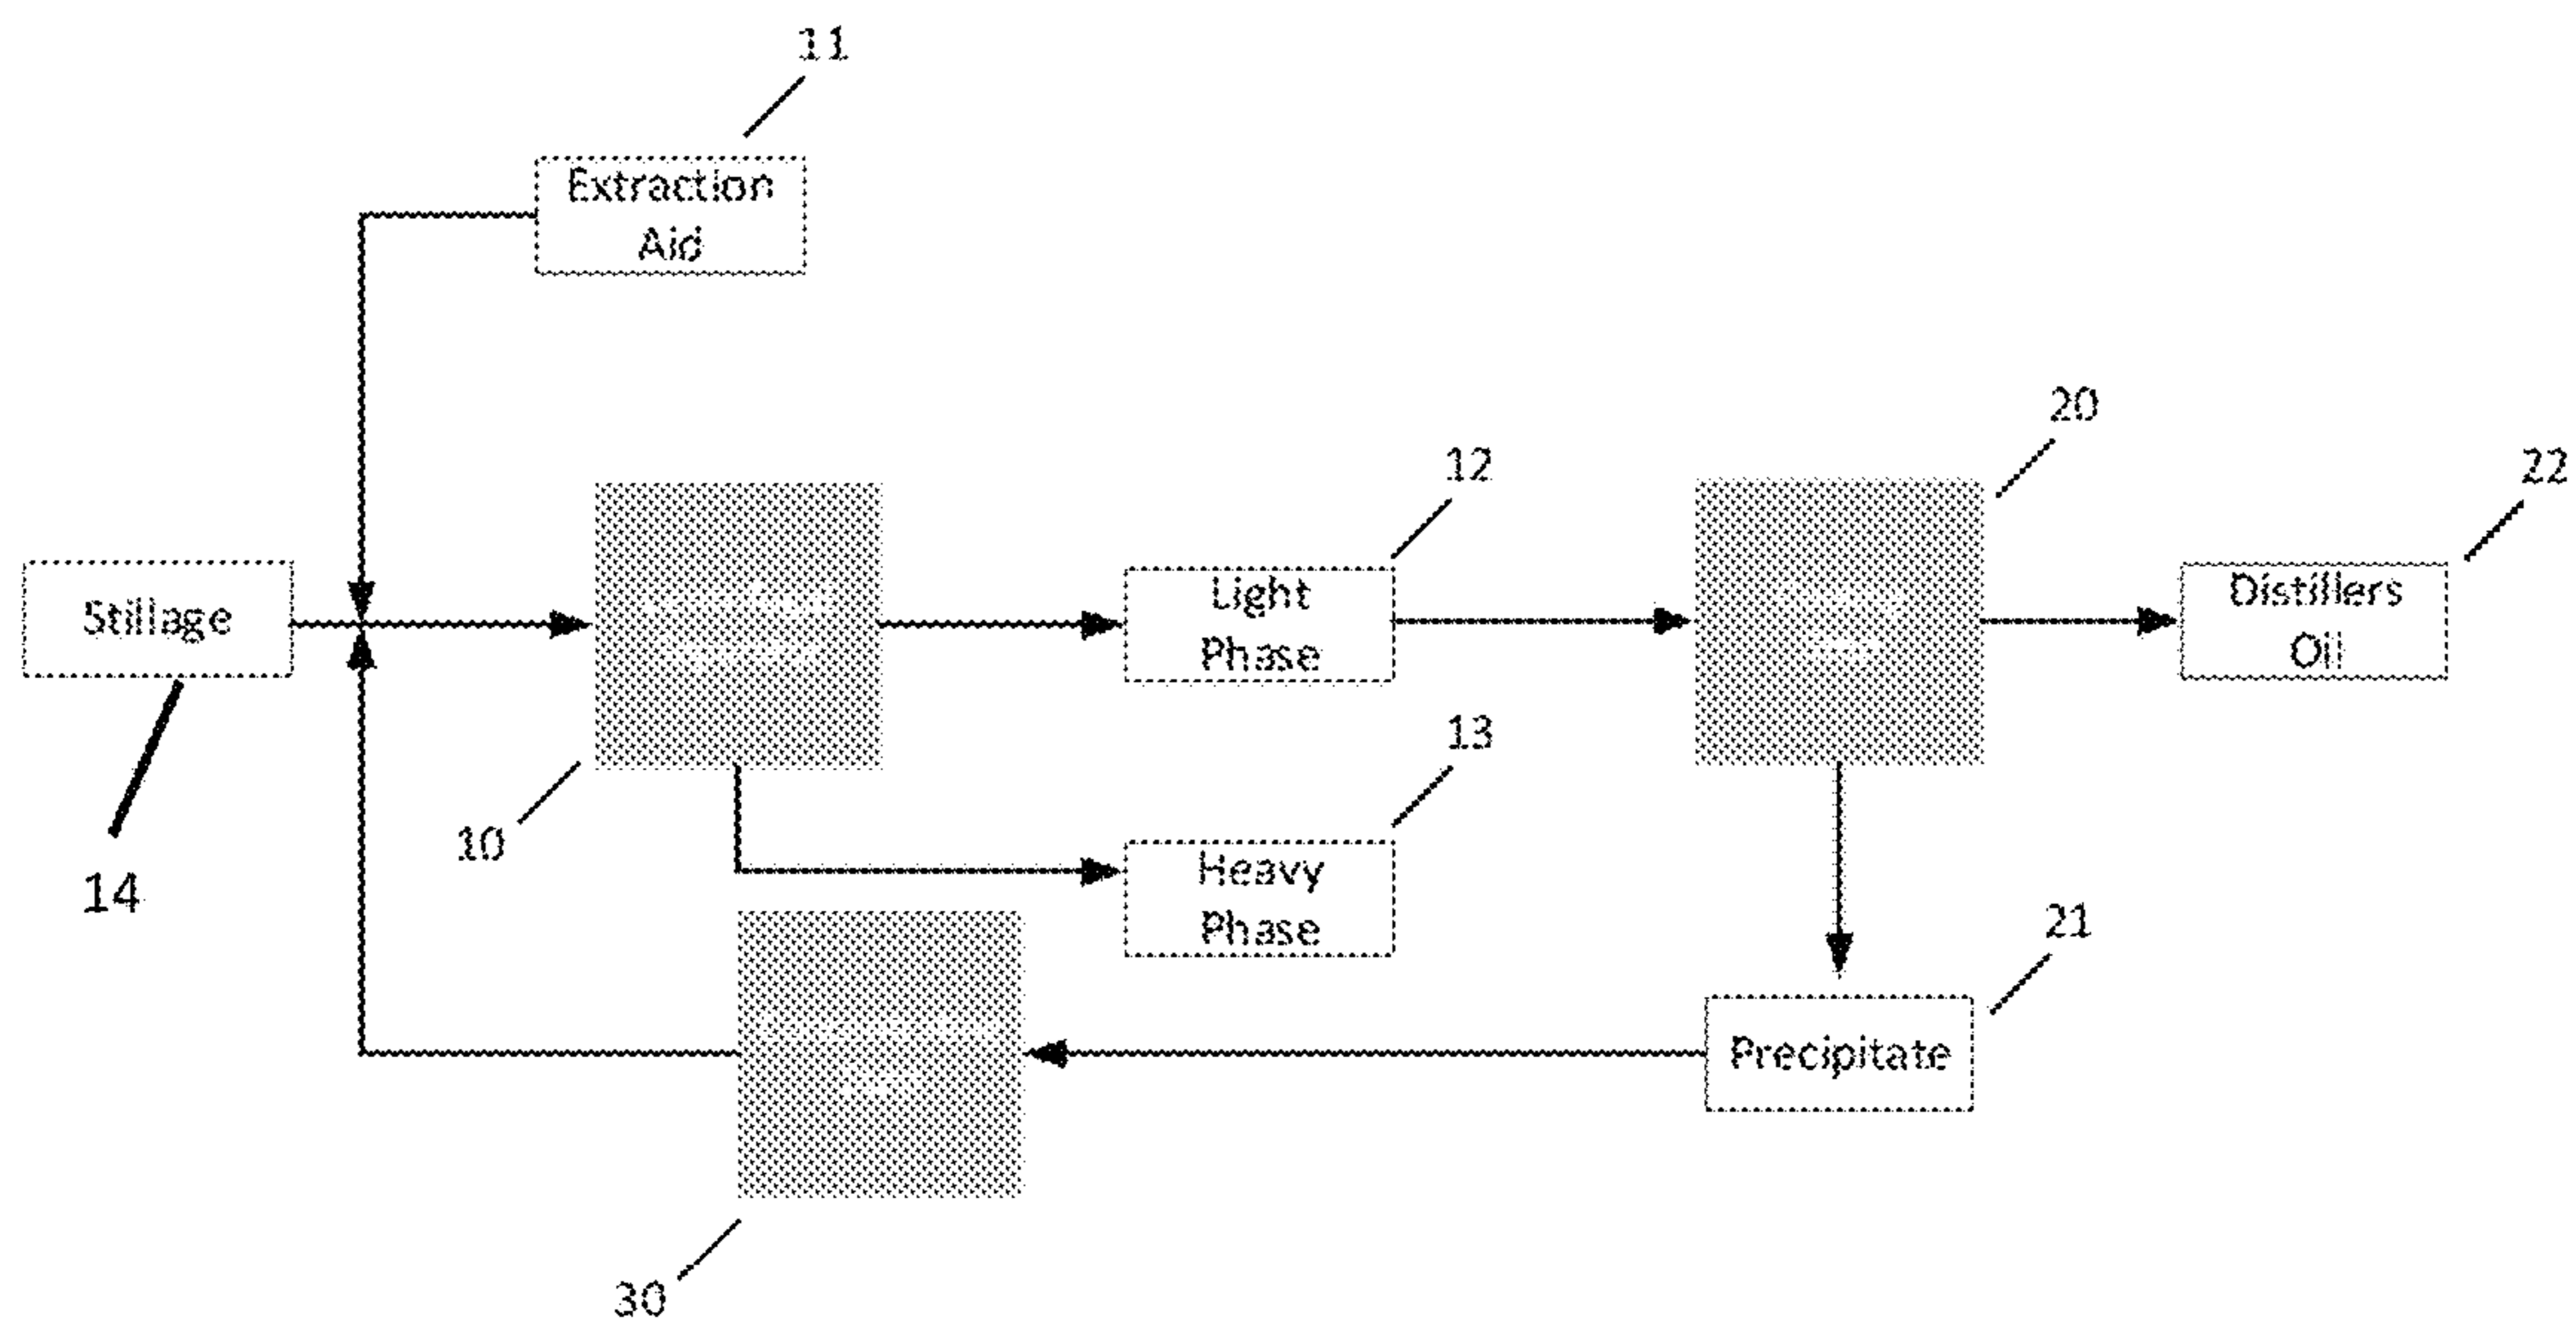 11
Extraction
Aid
20
12
22
Stillage
Light
Phase
Distillers
Oil
13
10
14
Heavy
Phase
21
Precipitate
30